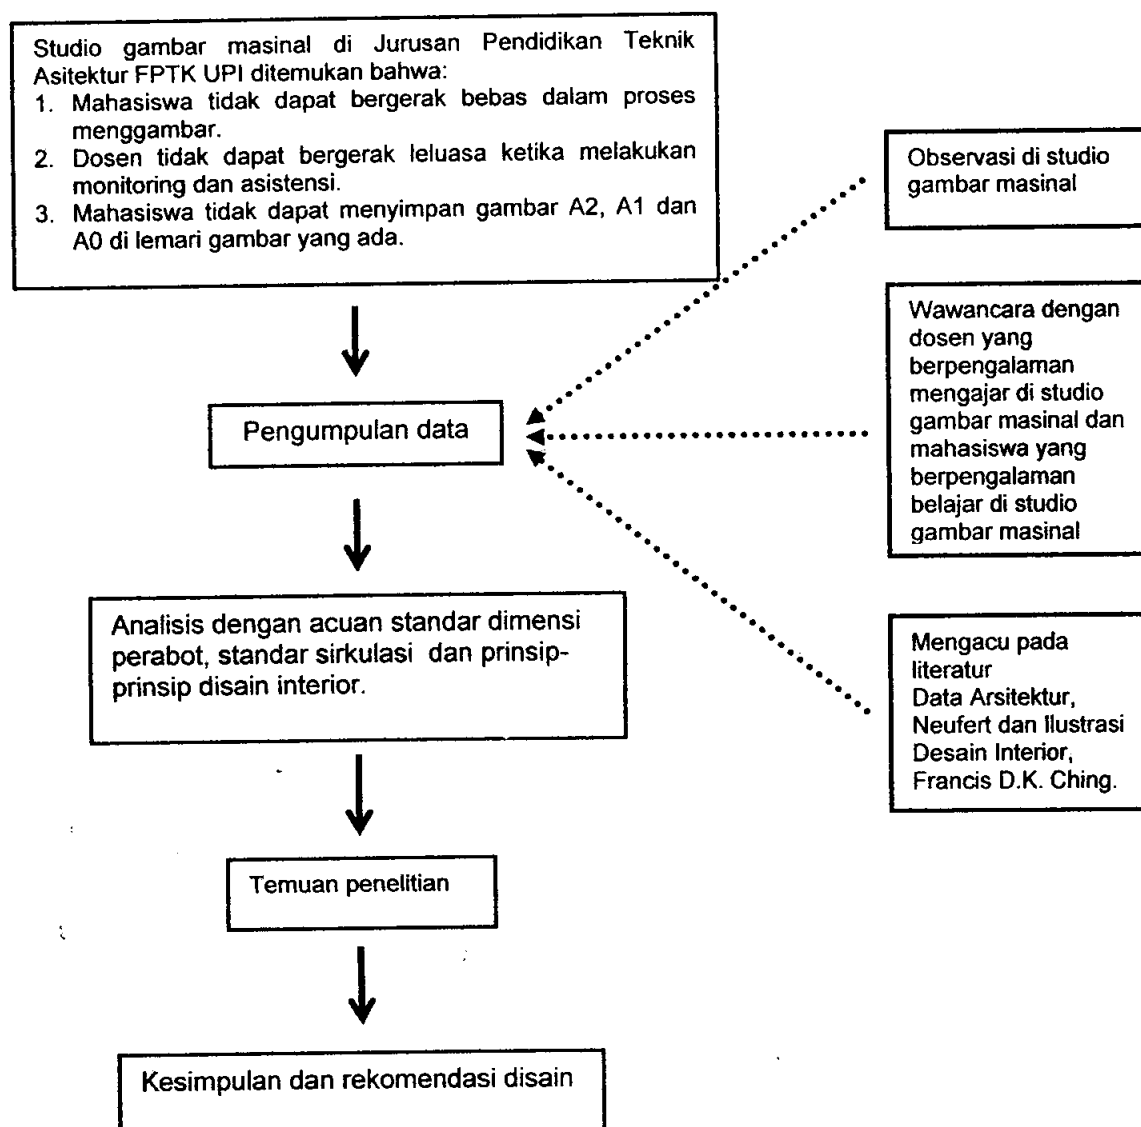 Studio gambar masinal di Jurusan Pendidikan Teknik
Asitektur FPTK UPI ditemukan bahwa:
1. Mahasiswa tidak dapat bergerak bebas dalam proses
menggambar.
2. Dosen tidak dapat bergerak leluasa ketika melakukan
monitoring dan asistensi.
3. Mahasiswa tidak dapat menyimpan gambar A2, A1 dan
A0 di lemari gambar yang ada.
Observasi di studio
gambar masinal
Wawancara dengan
dosen yang
berpengalaman
mengajar di studio
gambar masinal dan
mahasiswa yang
berpengalaman
belajar di studio
gambar masinal
Pengumpulan data
Analisis dengan acuan standar dimensi
perabot, standar sirkulasi dan prinsip-
prinsip disain interior.
Mengacu pada
literatur
Data Arsitektur,
Neufert dan Ilustrasi
Desain Interior,
Francis D.K. Ching.
Temuan penelitian
Kesimpulan dan rekomendasi disain